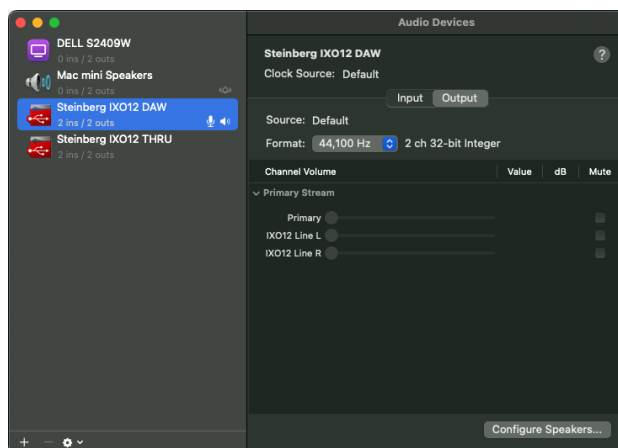 Audio Devices
DELL S2409W
0 ins / 2 outs
Mac mini Speakers
0 ins / 2 outs
Steinberg IXO12 DAW
2 ins / 2 outs
Steinberg IXO12 THRU
2 ins / 2 outs
Steinberg IXO12 DAW
?
Clock Source: Default
Input Output
Source: Default
Format: 44,100 Hz 2 ch 32-bit Integer
Channel Volume Value dB Mute
Primary Stream
Primary
IXO12 Line L
IXO12 Line R
Configure Speakers...